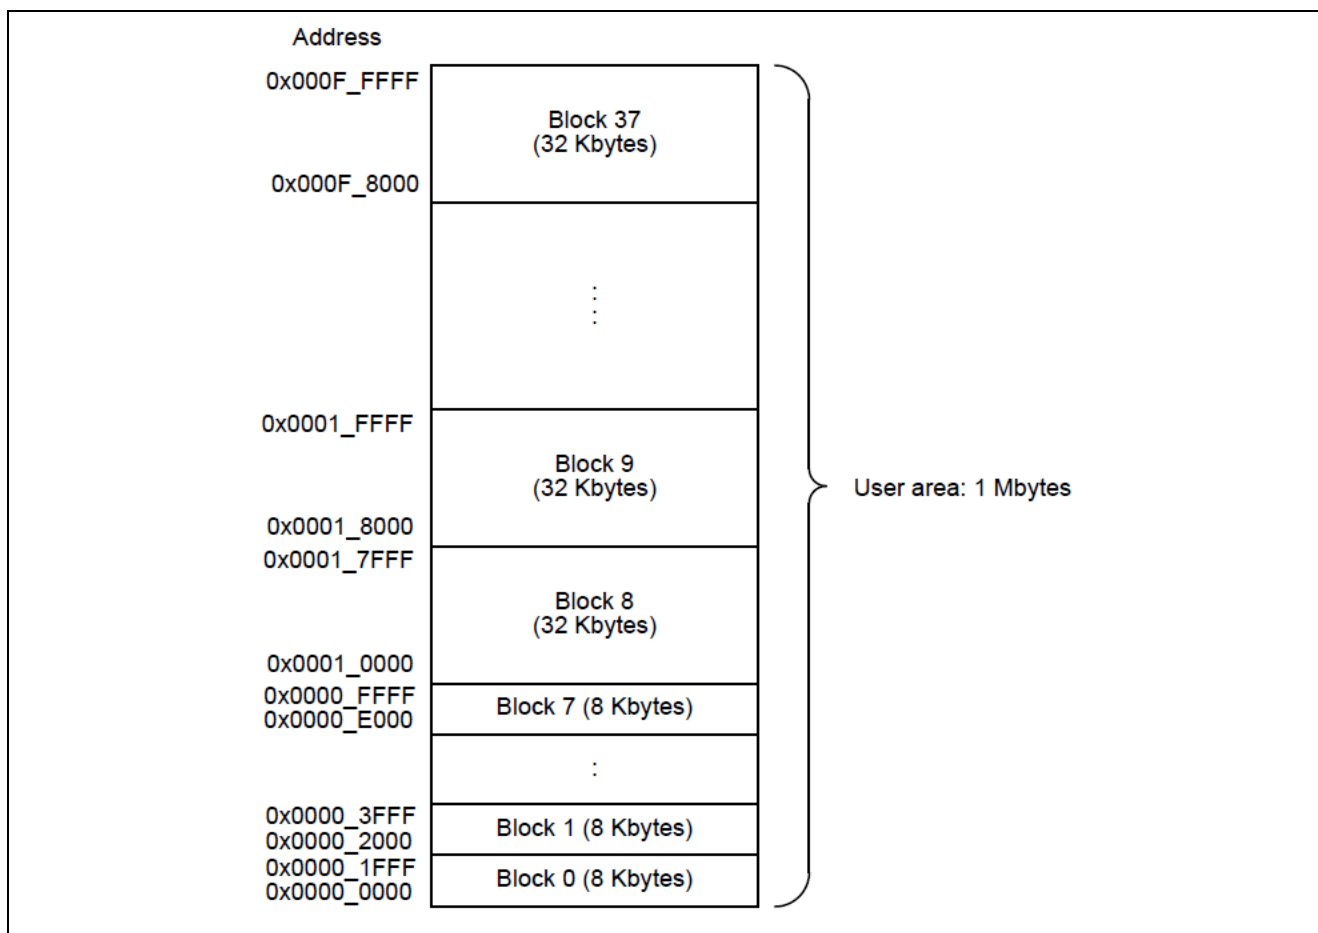 Address
0x000F_FFFF
Block 37
(32 Kbytes)
0x000F_8000
0x0001_FFFF
Block 9
(32 Kbytes)
User area: 1 Mbytes
0x0001_8000
0x0001_7FFF
Block 8
(32 Kbytes)
0x0001_0000
0x0000_FFFF
Block 7 (8 Kbytes)
0x0000_E000
0x0000_3FFF
Block 1 (8 Kbytes)
0x0000_2000
0x0000_1FFF
Block 0 (8 Kbytes)
0x0000_0000